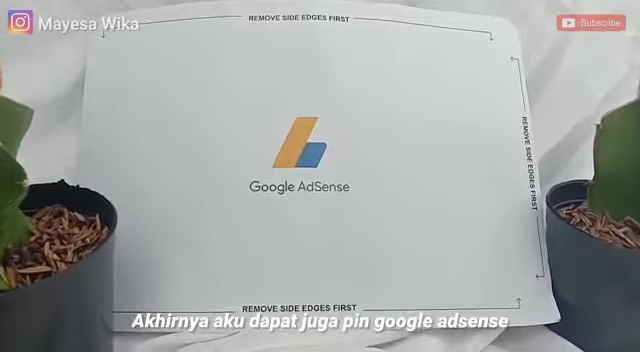 Mayesa Wika
Subscribe
REMOVE SIDE EDGES FIRST
REMOVE SIDE EDGES FIRST
Google AdSense
REMOVE SIDE EDGES FIRST
Akhirnya aku dapat juga pin google adsense